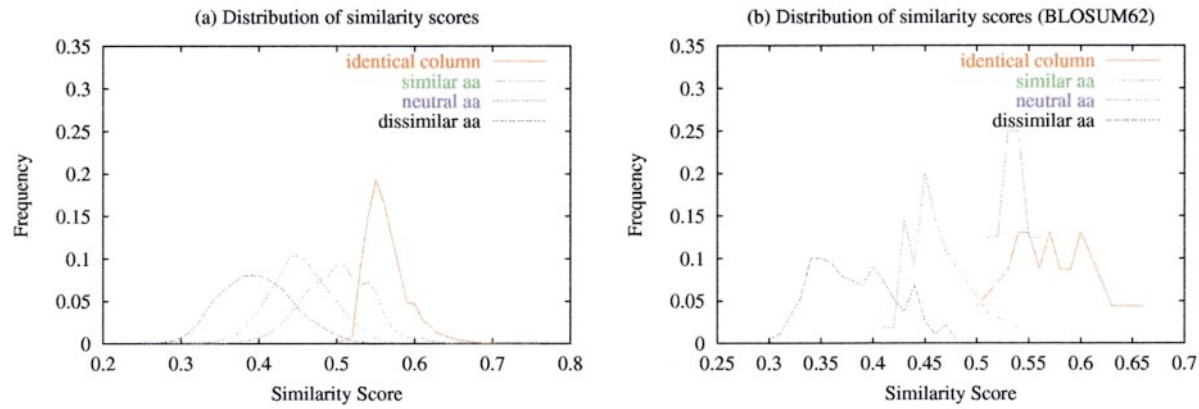 (a) Distribution of similarity scores
0.35
0.3
0.25
0.2
0.15
0.1
0.05
0
Frequency
identical column
similar aa
neutral aa
dissimilar aa
0.2 0.3 0.4 0.5 0.6 0.7 0.8
Similarity Score
(b) Distribution of similarity scores (BLOSUM62)
0.35
0.3
0.25
0.2
0.15
0.1
0.05
0
Frequency
identical column
similar aa
neutral aa
dissimilar aa
0.25 0.3 0.35 0.4 0.45 0.5 0.55 0.6 0.65 0.7
Similarity Score